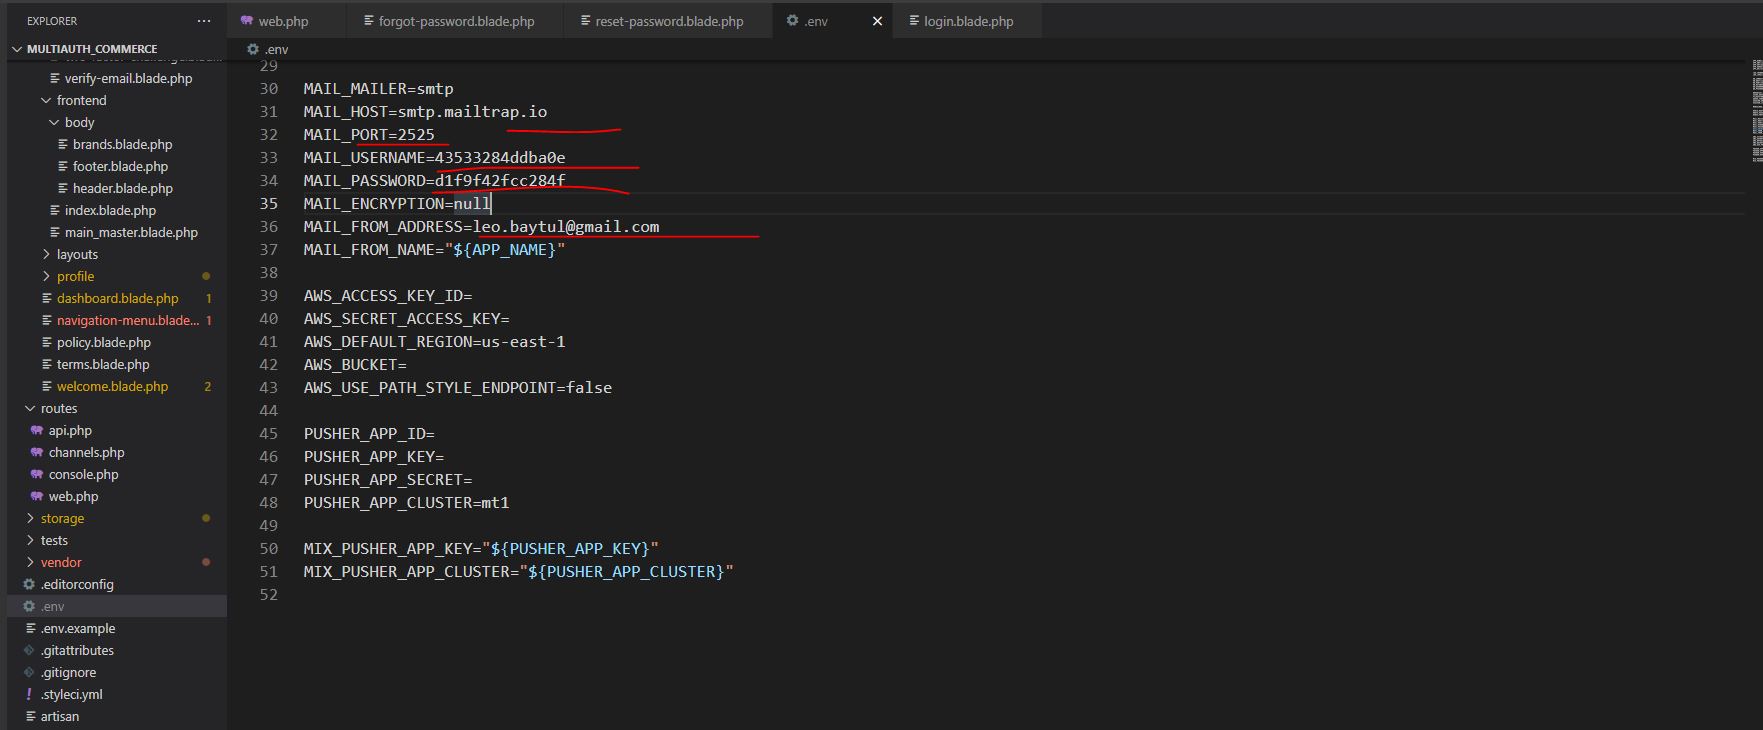 EXPLORER ...
MULTIAUTH_COMMERCE
verify-email.blade.php
frontend
body
brands.blade.php
footer.blade.php
header.blade.php
index.blade.php
main_master.blade.php
layouts
profile
dashboard.blade.php 1
navigation-menu.blade... 1
policy.blade.php
terms.blade.php
welcome.blade.php 2
routes
api.php
channels.php
console.php
web.php
storage
tests
vendor
.editorconfig
.env
.env.example
.gitattributes
.gitignore
! .styleci.yml
artisan
web.php forgot-password.blade.php reset-password.blade.php .env × login.blade.php
.env
29
30 MAIL_MAILER=smtp
31 MAIL_HOST=smtp.mailtrap.io
32 MAIL_PORT=2525
33 MAIL_USERNAME=43533284ddba0e
34 MAIL_PASSWORD=d1f9f42fcc284f
35 MAIL_ENCRYPTION=null
36 MAIL_FROM_ADDRESS=leo.baytul@gmail.com
37 MAIL_FROM_NAME="${APP_NAME}"
38
39 AWS_ACCESS_KEY_ID=
40 AWS_SECRET_ACCESS_KEY=
41 AWS_DEFAULT_REGION=us-east-1
42 AWS_BUCKET=
43 AWS_USE_PATH_STYLE_ENDPOINT=false
44
45 PUSHER_APP_ID=
46 PUSHER_APP_KEY=
47 PUSHER_APP_SECRET=
48 PUSHER_APP_CLUSTER=mt1
49
50 MIX_PUSHER_APP_KEY="${PUSHER_APP_KEY}"
51 MIX_PUSHER_APP_CLUSTER="${PUSHER_APP_CLUSTER}"
52